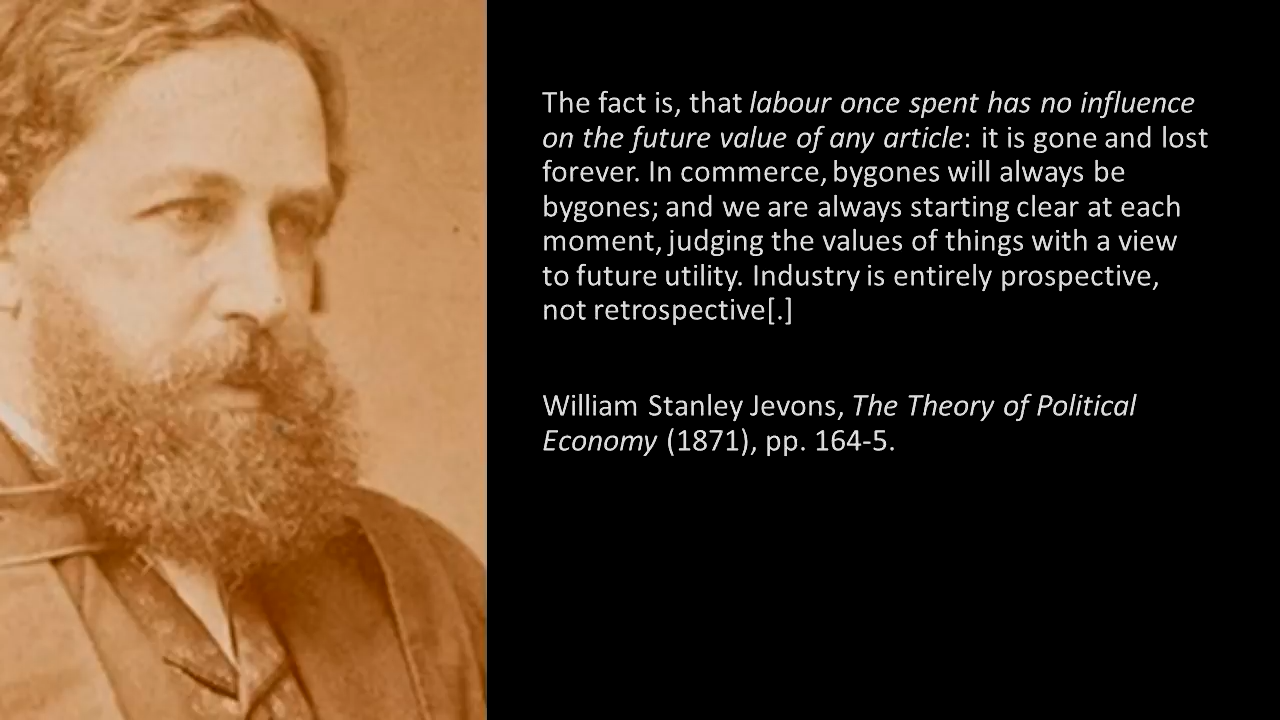 The fact is, that labour once spent has no influence
on the future value of any article: it is gone and lost
forever. In commerce, bygones will always be
bygones; and we are always starting clear at each
moment, judging the values of things with a view
to future utility. Industry is entirely prospective,
not retrospective[.]
William Stanley Jevons, The Theory of Political
Economy (1871), pp. 164-5.